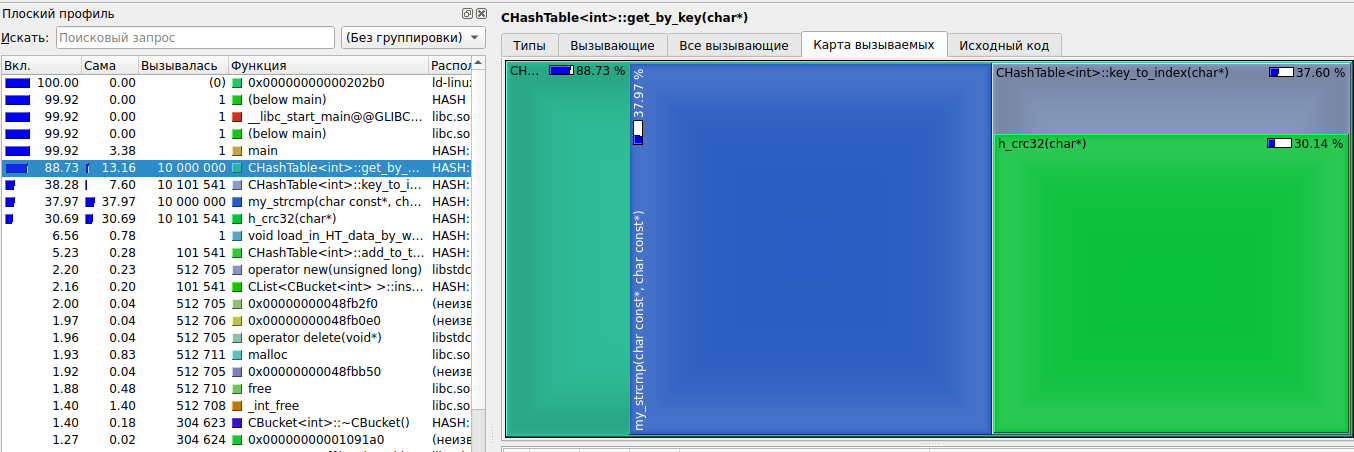 Плоский профиль
Искать: Поисковый запрос (Без группировки)
Вкл. Сама Вызывалась Функция Распол
100.00 0.00 (0) 0x00000000000202b0 ld-linux
99.92 0.00 1 (below main) HASH
99.92 0.00 1 __libc_start_main@@GLIBC... libc.so
99.92 0.00 1 (below main) libc.so
99.92 3.38 1 main HASH:
88.73 13.16 10 000 000 CHashTable<int>::get_by_... HASH:
38.28 7.60 10 101 541 CHashTable<int>::key_to_i... HASH:
37.97 37.97 10 000 000 my_strcmp(char const*, ch... HASH:
30.69 30.69 10 101 541 h_crc32(char*) HASH:
6.56 0.78 1 void load_in_HT_data_by_w... HASH:
5.23 0.28 101 541 CHashTable<int>::add_to_t... HASH:
2.20 0.23 512 705 operator new(unsigned long) libstdc
2.16 0.20 101 541 CList<CBucket<int> >::ins... HASH:
2.00 0.04 512 705 0x00000000048fb2f0 (неизв
1.97 0.04 512 706 0x00000000048fb0e0 (неизв
1.96 0.04 512 705 operator delete(void*) libstdc
1.93 0.83 512 711 malloc libc.so
1.92 0.04 512 705 0x00000000048fbb50 (неизв
1.88 0.48 512 710 free libc.so
1.40 1.40 512 708 _int_free libc.so
1.40 0.18 304 623 CBucket<int>::~CBucket() HASH:
1.27 0.02 304 624 0x00000000001091a0 (неизв
CHashTable<int>::get_by_key(char*)
Типы Вызывающие Все вызывающие Карта вызываемых Исходный код
CH... 88.73 %
my_strcmp(char const*, char const*) 37.97 %
CHashTable<int>::key_to_index(char*) 37.60 %
h_crc32(char*) 30.14 %